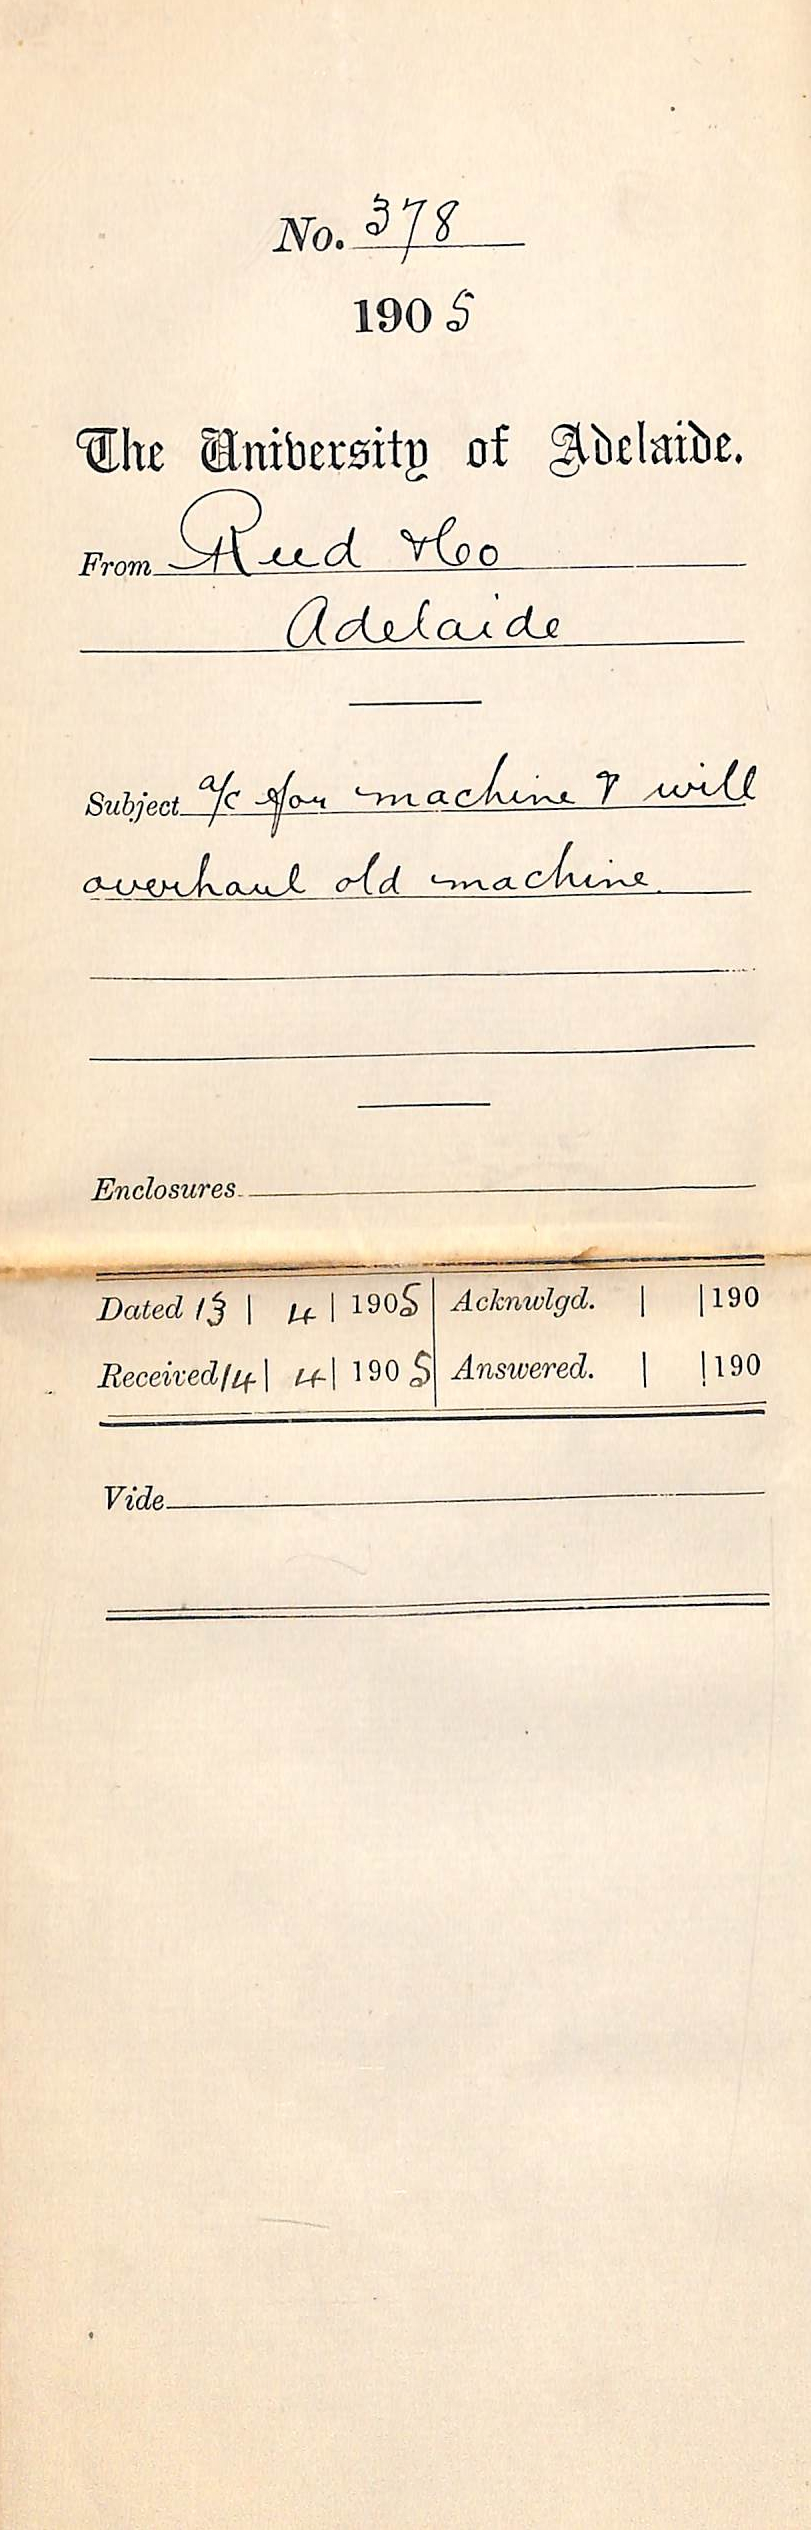 No. 378
1905
The University of Adelaide.
From Reed & Co
Adelaide
Subject a/c for machine & will
overhaul old machine.
Enclosures
Dated 13 | 4 | 1905 Acknwlgd. | | 190
Received 14 | 4 | 1905 Answered. | | 190
Vide